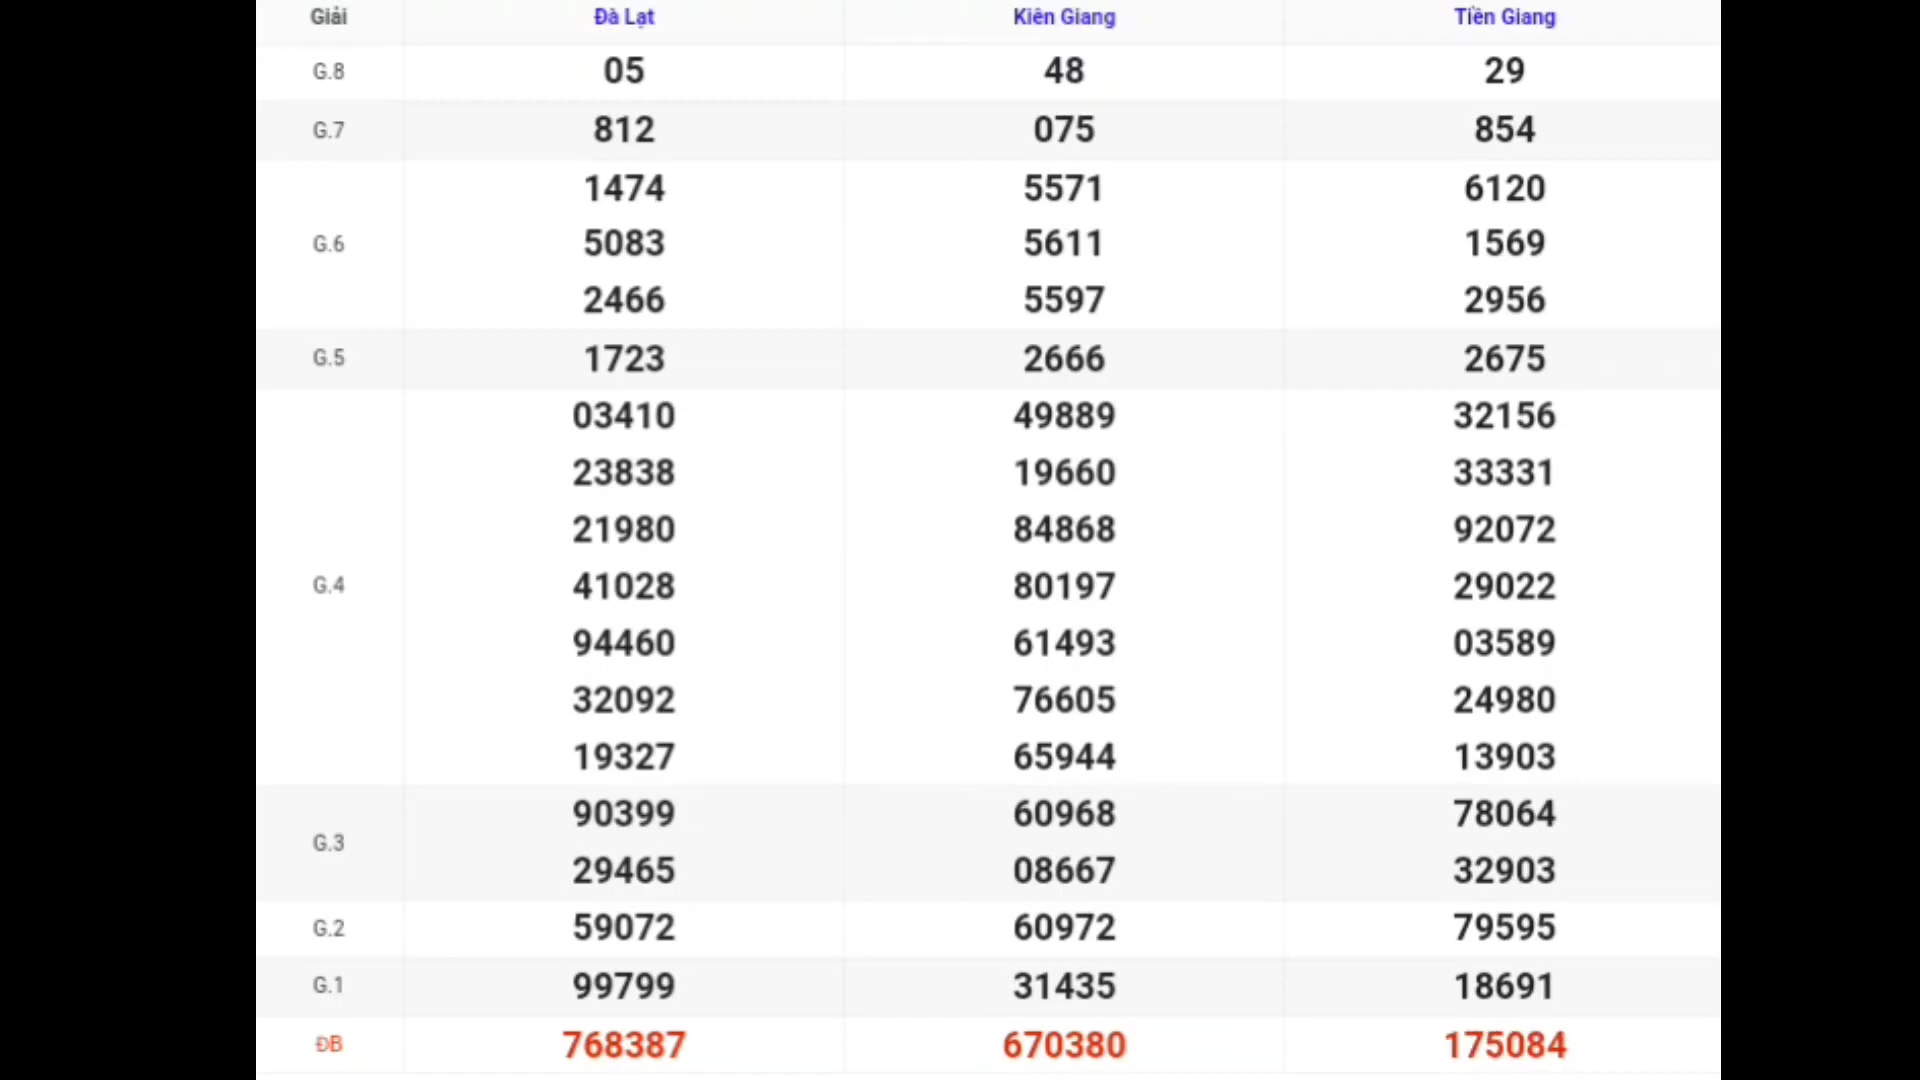 Giải Đà Lạt Kiên Giang Tiền Giang
G.8 05 48 29
G.7 812 075 854
1474 5571 6120
G.6 5083 5611 1569
2466 5597 2956
G.5 1723 2666 2675
03410 49889 32156
23838 19660 33331
21980 84868 92072
G.4 41028 80197 29022
94460 61493 03589
32092 76605 24980
19327 65944 13903
90399 60968 78064
G.3
29465 08667 32903
G.2 59072 60972 79595
G.1 99799 31435 18691
ĐB 768387 670380 175084